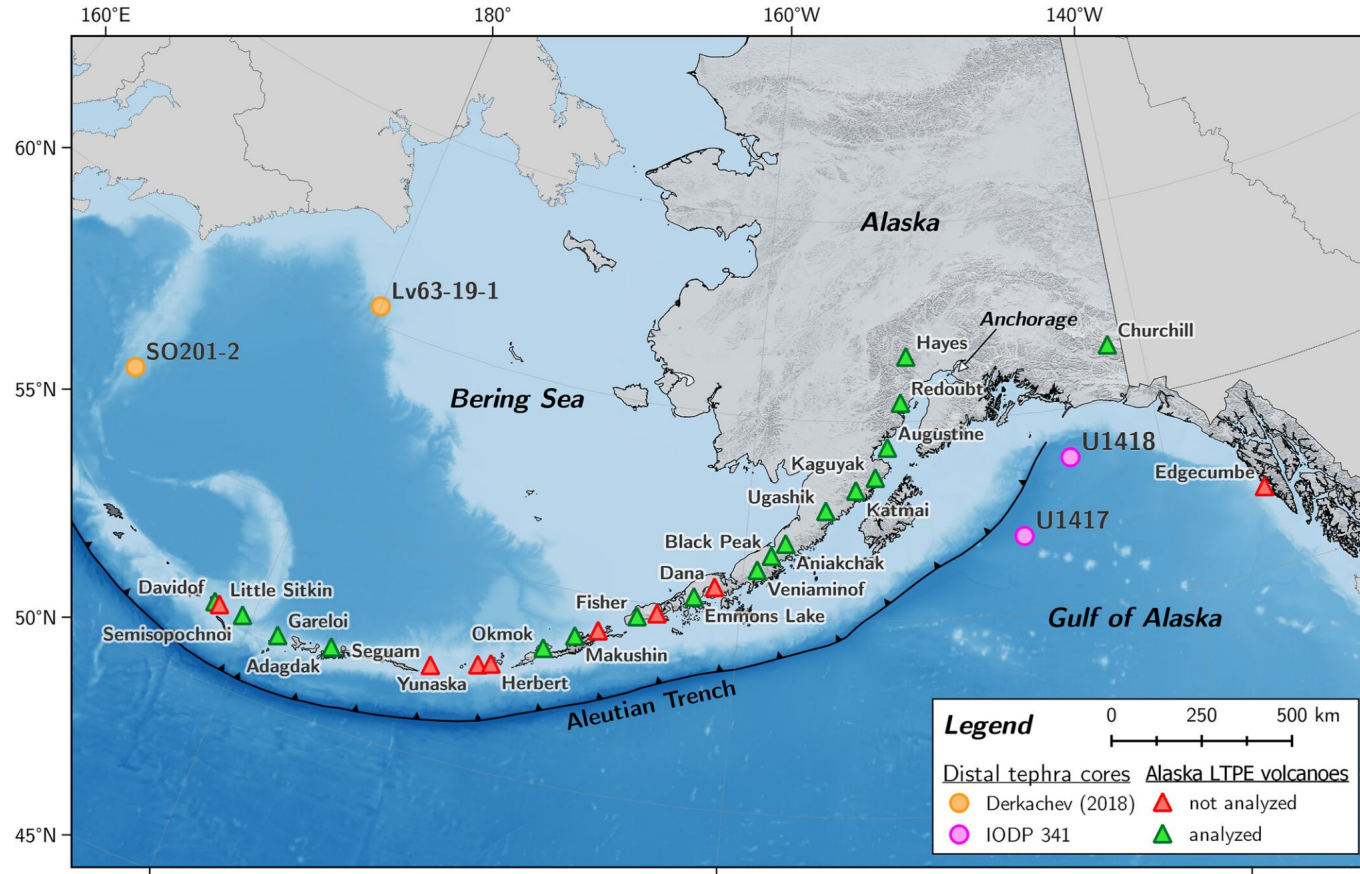 160°E 180° 160°W 140°W
60°N
55°N
50°N
45°N
Alaska
Lv63-19-1
SO201-2
Bering Sea
Anchorage
Churchill
Hayes
Redoubt
Augustine
U1418
Kaguyak
Edgecumbe
Ugashik
Katmai
U1417
Black Peak
Aniakchak
Dana
Veniaminof
Davidof
Little Sitkin
Fisher
Emmons Lake
Gulf of Alaska
Semisopochnoi
Gareloi
Okmok
Adagdak
Seguam
Makushin
Yunaska
Herbert
Aleutian Trench
Legend
0 250 500 km
Distal tephra cores
Derkachev (2018)
IODP 341
Alaska LTPE volcanoes
not analyzed
analyzed